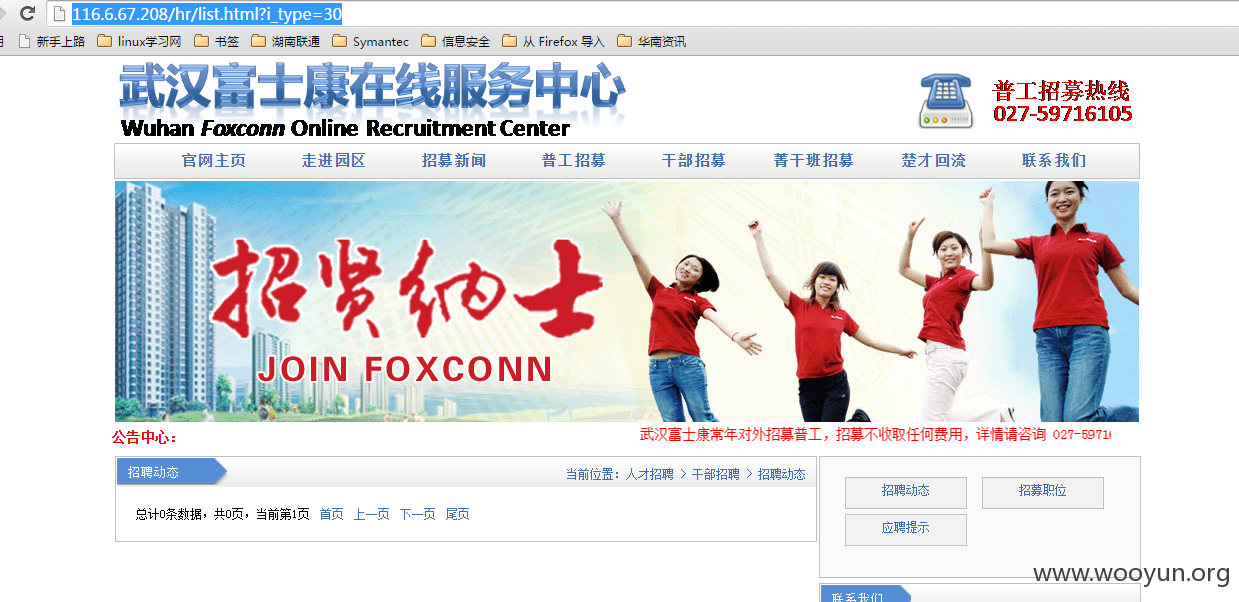 116.6.67.208/hr/list.html?i_type=30
新手上路 linux学习网 书签 湖南联通 Symantec 信息安全 从 Firefox 导入 华南资讯
武汉富士康在线服务中心
Wuhan Foxconn Online Recruitment Center
普工招募热线
027-59716105
官网主页 走进园区 招募新闻 普工招募 干部招募 菁干班招募 楚才回流 联系我们
招贤纳士
JOIN FOXCONN
公告中心：
武汉富士康常年对外招募普工，招募不收取任何费用，详情请咨询 027-5971
招聘动态
当前位置：人才招聘 > 干部招聘 > 招聘动态
总计0条数据，共0页，当前第1页 首页 上一页 下一页 尾页
招聘动态 招募职位
应聘提示
联系我们
www.wooyun.org